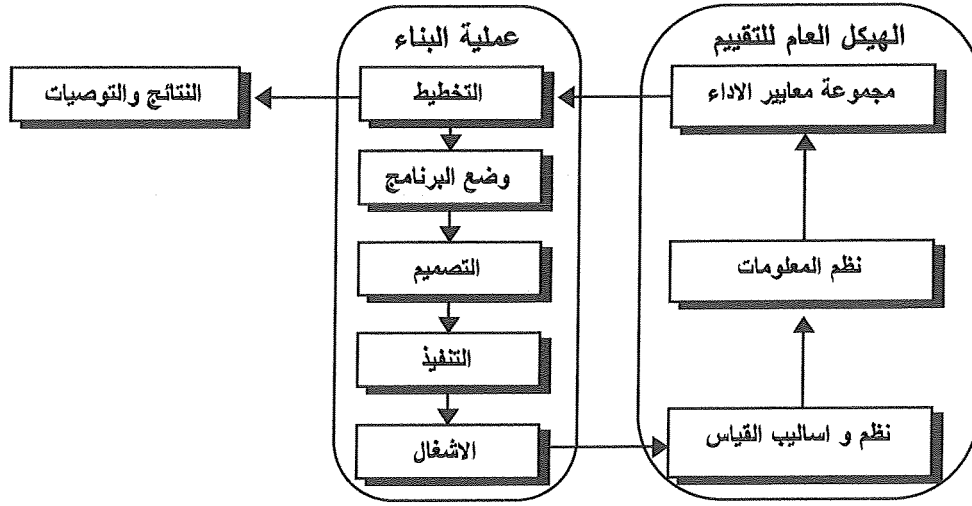 الهيكل العام للتقييم
مجموعة معايير الاداء
نظم المعلومات
نظم و اساليب القياس
عملية البناء
التخطيط
وضع البرنامج
التصميم
التنفيذ
الاشغال
النتائج والتوصيات